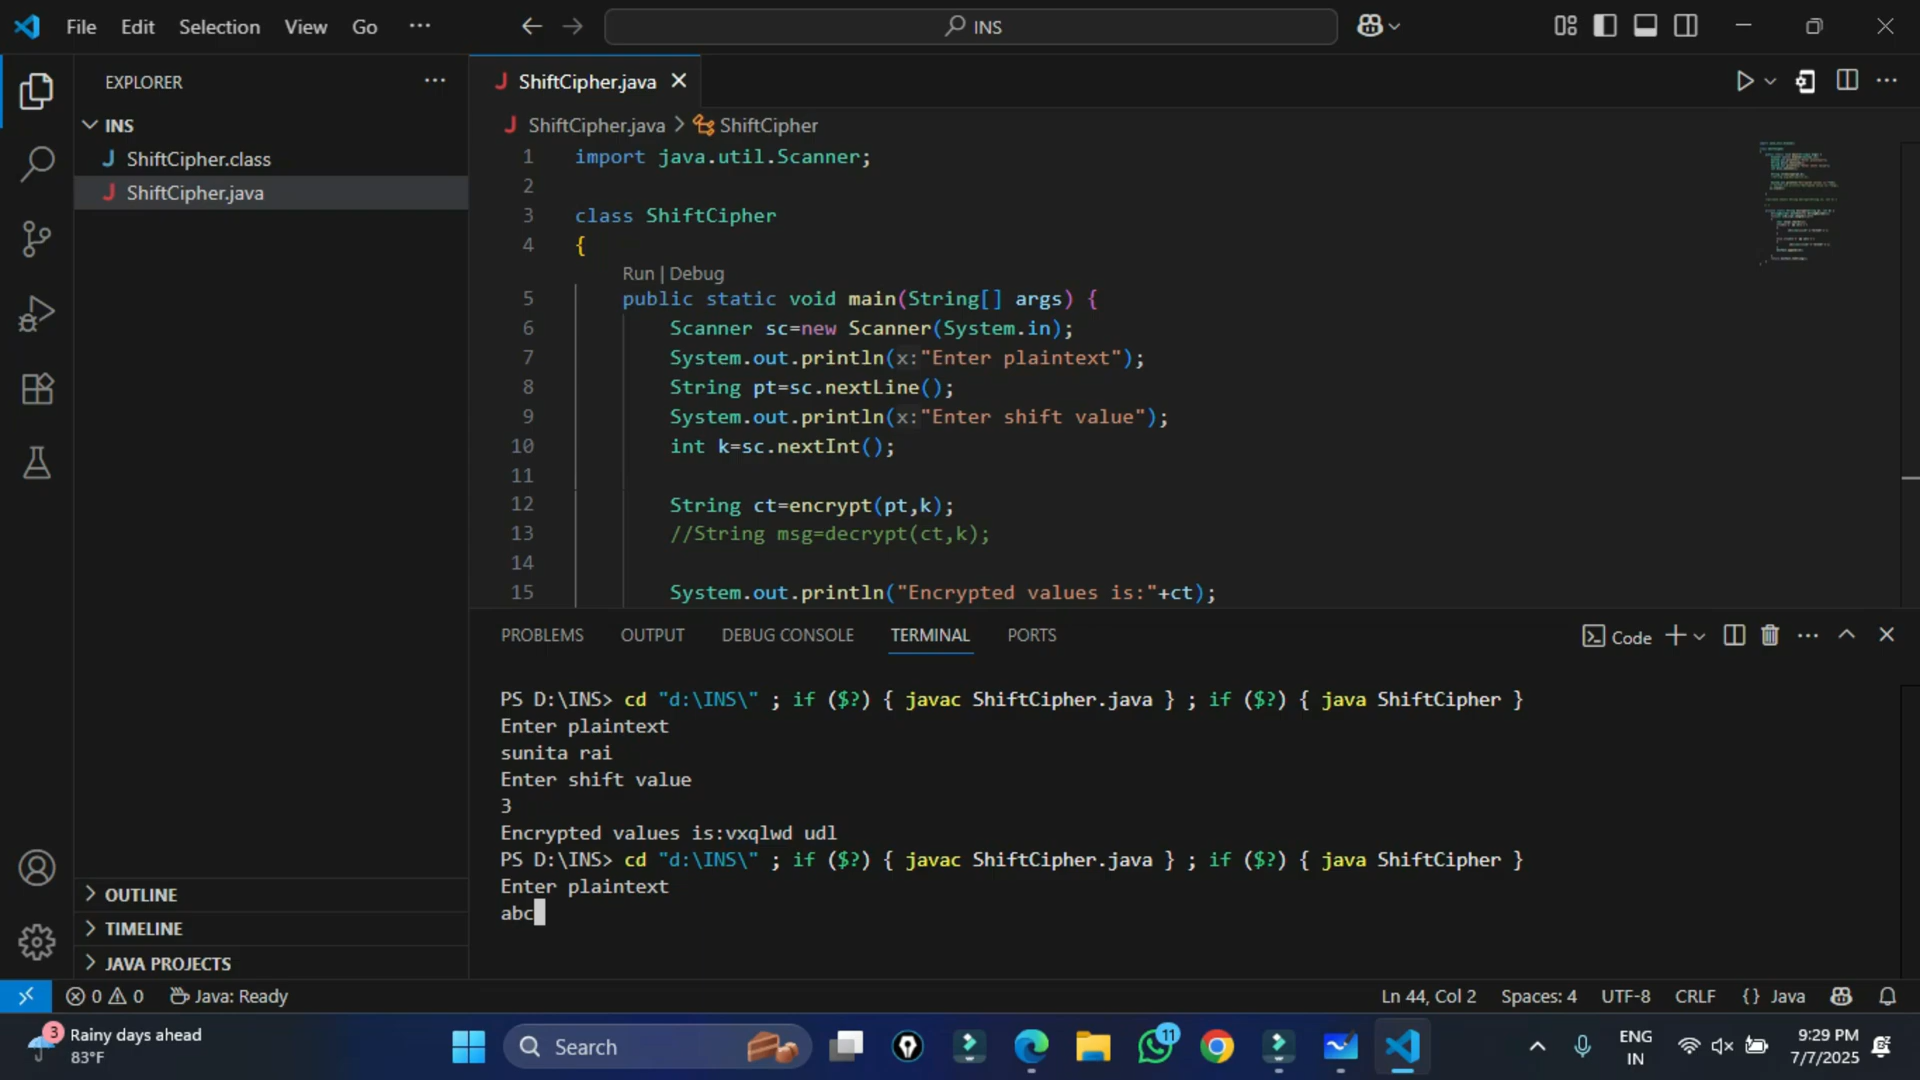 File Edit Selection View Go ···
INS
EXPLORER ···
INS
ShiftCipher.class
ShiftCipher.java
OUTLINE
TIMELINE
JAVA PROJECTS
ShiftCipher.java
ShiftCipher.java > ShiftCipher
1 import java.util.Scanner;
2
3 class ShiftCipher
4 {
Run | Debug
5 public static void main(String[] args) {
6 Scanner sc=new Scanner(System.in);
7 System.out.println(x:"Enter plaintext");
8 String pt=sc.nextLine();
9 System.out.println(x:"Enter shift value");
10 int k=sc.nextInt();
11
12 String ct=encrypt(pt,k);
13 //String msg=decrypt(ct,k);
14
15 System.out.println("Encrypted values is:"+ct);
PROBLEMS OUTPUT DEBUG CONSOLE TERMINAL PORTS
Code
PS D:\INS> cd "d:\INS\" ; if ($?) { javac ShiftCipher.java } ; if ($?) { java ShiftCipher }
Enter plaintext
sunita rai
Enter shift value
3
Encrypted values is:vxqlwd udl
PS D:\INS> cd "d:\INS\" ; if ($?) { javac ShiftCipher.java } ; if ($?) { java ShiftCipher }
Enter plaintext
abc
0 0 Java: Ready
Ln 44, Col 2 Spaces: 4 UTF-8 CRLF {} Java
3
Rainy days ahead
83°F
Search
11
ENG
IN
9:29 PM
7/7/2025